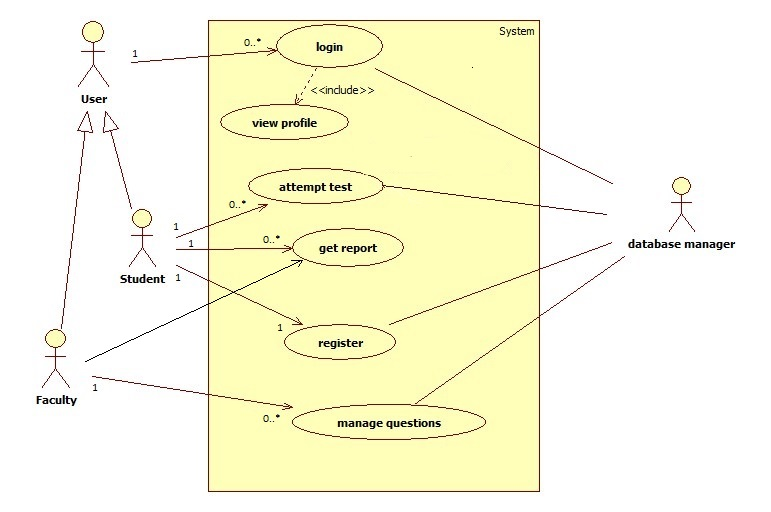 System
0..*
login
1
User
<<include>>
view profile
attempt test
0..*
1
database manager
1
0..*
get report
Student
1
1
register
Faculty
1
0..*
manage questions